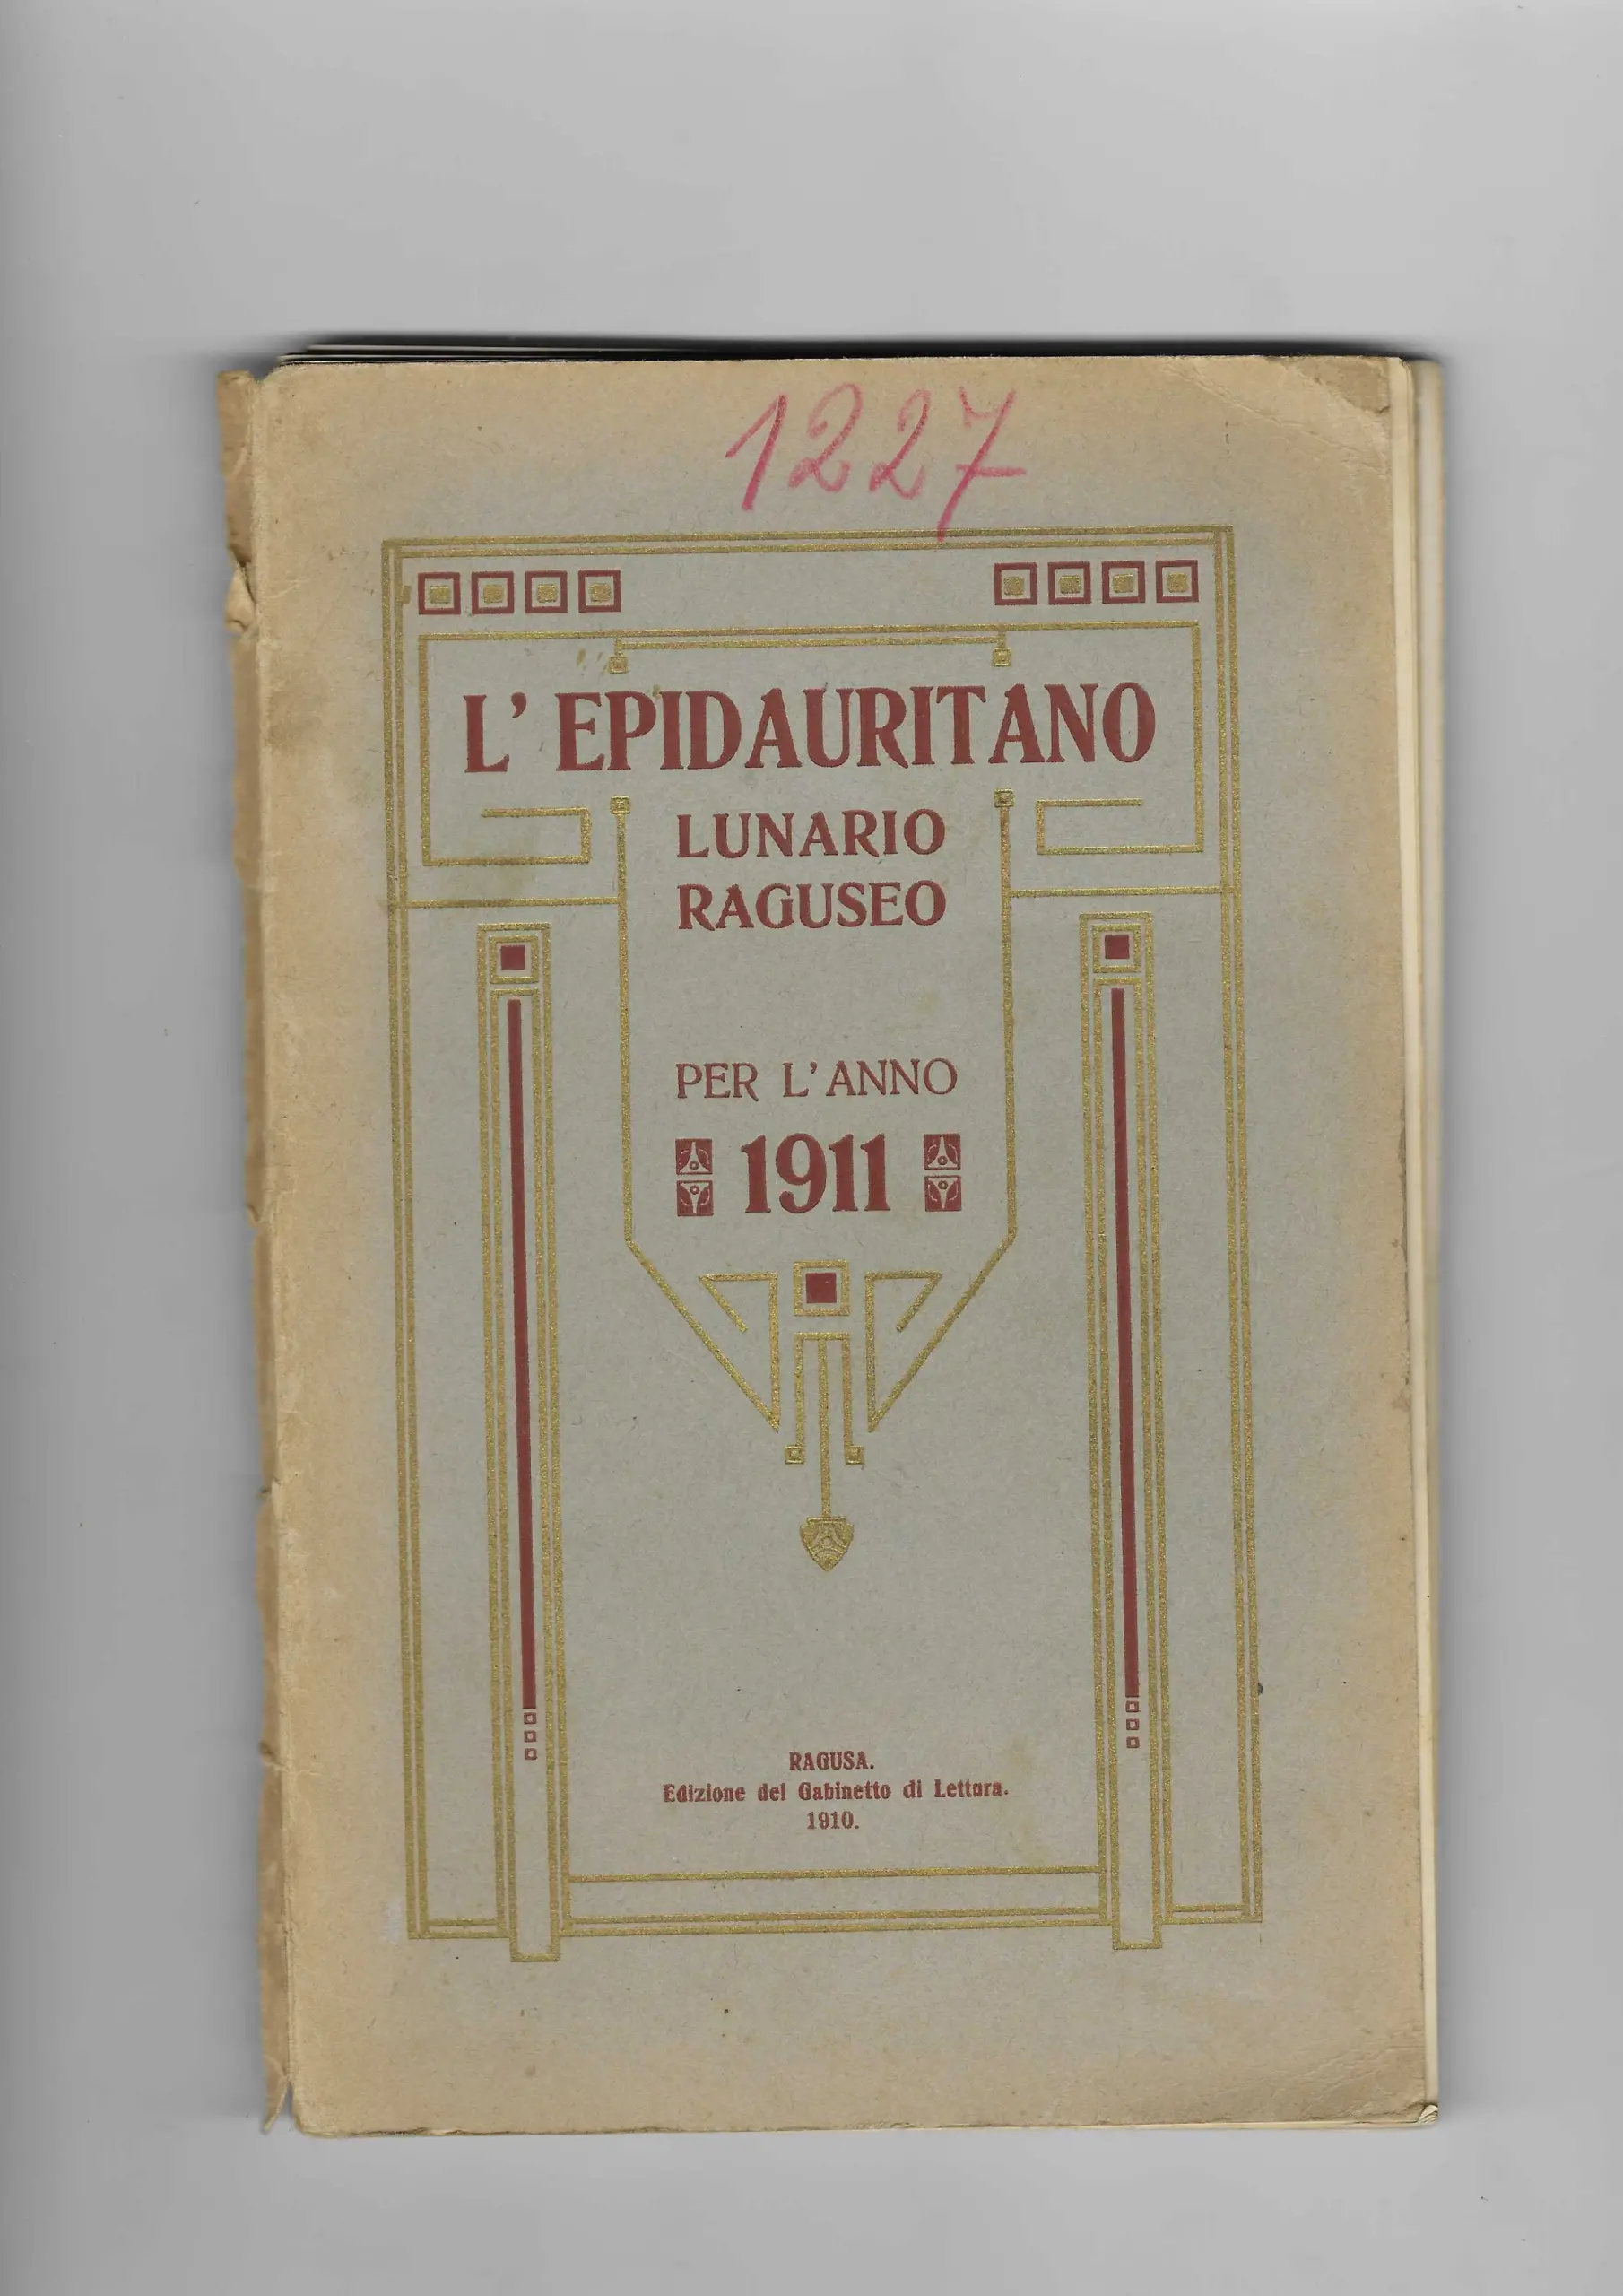 1227
L' EPIDAURITANO
LUNARIO
RAGUSEO
PER L'ANNO
1911
RAGUSA.
Edizione del Gabinetto di Lettura.
1910.